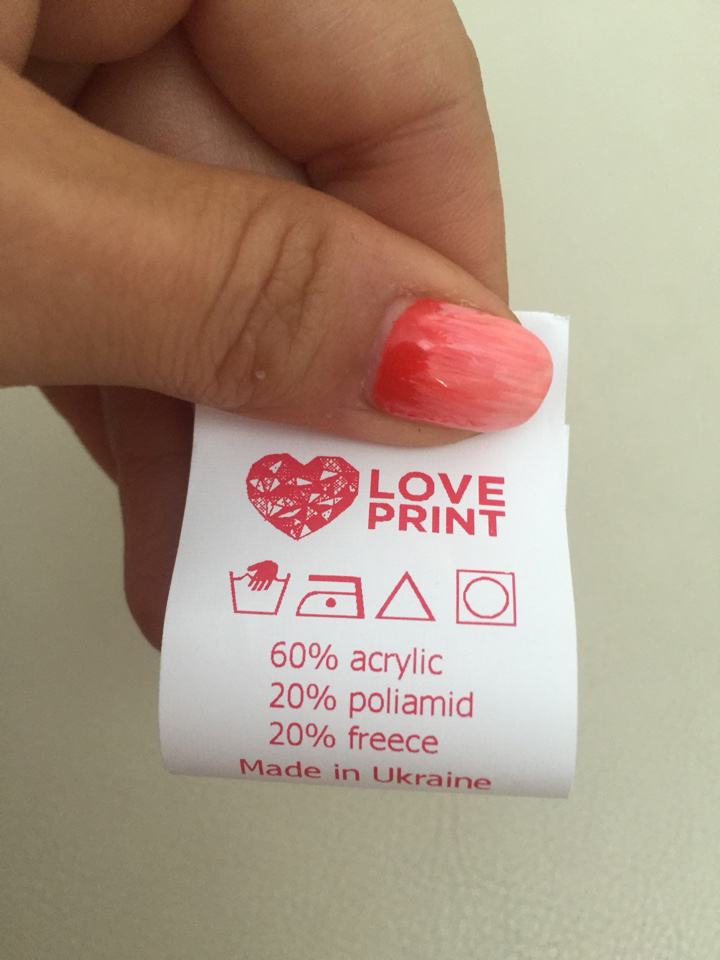 LOVE
PRINT
60% acrylic
20% poliamid
20% freece
Made in Ukraine